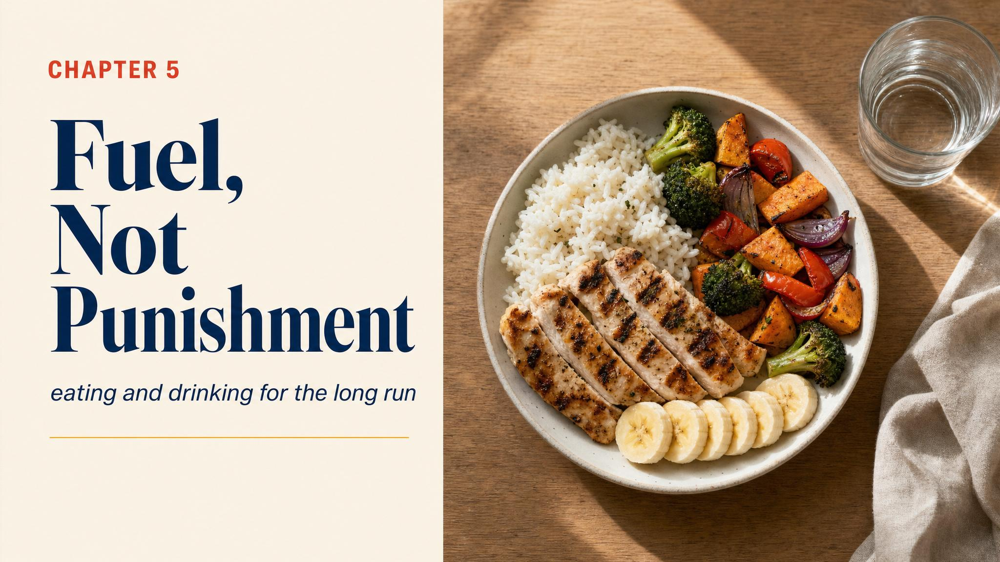 CHAPTER 5
Fuel,
Not
Punishment
eating and drinking for the long run